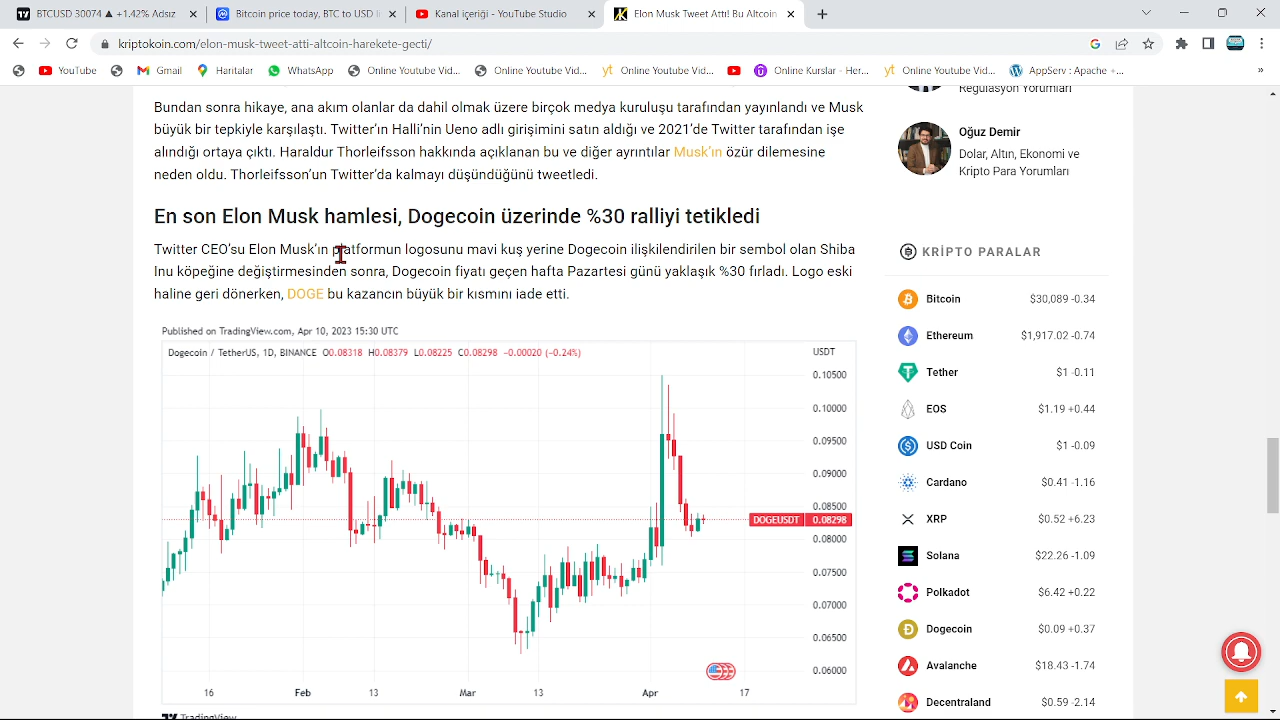 BTCUSD 30074 ▲ +1.42% Adsız
Bitcoin price today, BTC to USD li
Kanal içeriği - YouTube Studio
Elon Musk Tweet Attı! Bu Altcoin
kriptokoin.com/elon-musk-tweet-atti-altcoin-harekete-gecti/
YouTube
Gmail
Haritalar
WhatsApp
Online Youtube Vid...
Online Youtube Vid...
Online Youtube Vid...
Online Kurslar - Her...
Online Youtube Vid...
AppServ : Apache +...
Bundan sonra hikaye, ana akım olanlar da dahil olmak üzere birçok medya kuruluşu tarafından yayınlandı ve Musk
büyük bir tepkiyle karşılaştı. Twitter'ın Halli'nin Ueno adlı girişimini satın aldığı ve 2021'de Twitter tarafından işe
alındığı ortaya çıktı. Haraldur Thorleifsson hakkında açıklanan bu ve diğer ayrıntılar Musk'ın özür dilemesine
neden oldu. Thorleifsson'un Twitter'da kalmayı düşündüğünü tweetledi.
En son Elon Musk hamlesi, Dogecoin üzerinde %30 ralliyi tetikledi
Twitter CEO'su Elon Musk'ın platformun logosunu mavi kuş yerine Dogecoin ilişkilendirilen bir sembol olan Shiba
Inu köpeğine değiştirmesinden sonra, Dogecoin fiyatı geçen hafta Pazartesi günü yaklaşık %30 fırladı. Logo eski
haline geri dönerken, DOGE bu kazancın büyük bir kısmını iade etti.
Published on TradingView.com, Apr 10, 2023 15:30 UTC
Dogecoin / TetherUS, 1D, BINANCE O0.08318 H0.08379 L0.08225 C0.08298 -0.00020 (-0.24%)
USDT
0.10500
0.10000
0.09500
0.09000
0.08500
DOGEUSDT 0.08298
0.08000
0.07500
0.07000
0.06500
0.06000
16 Feb 13 Mar 13 Apr 17
TradingView
Regülasyon Yorumları
Oğuz Demir
Dolar, Altın, Ekonomi ve
Kripto Para Yorumları
KRİPTO PARALAR
Bitcoin $30,089 -0.34
Ethereum $1,917.02 -0.74
Tether $1 -0.11
EOS $1.19 +0.44
USD Coin $1 -0.09
Cardano $0.41 -1.16
XRP $0.52 +6.23
Solana $22.26 -1.09
Polkadot $6.42 +0.22
Dogecoin $0.09 +0.37
Avalanche $18.43 -1.74
Decentraland $0.59 -2.14